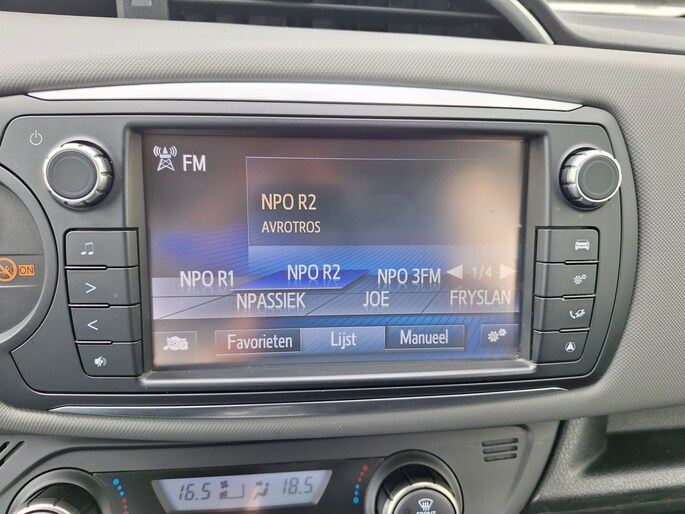 FM
NPO R2
AVROTROS
NPO R1 NPO R2 NPO 3FM 1/4
NPASSIEK JOE FRYSLAN
Favorieten Lijst Manueel
ON
16.5 18.5
FRONT